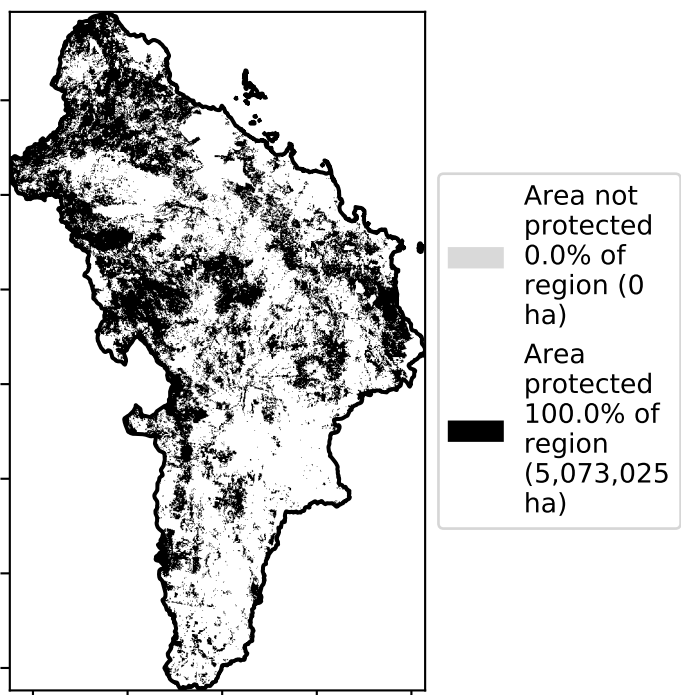 Area not
protected
0.0% of
region (0
ha)
Area
protected
100.0% of
region
(5,073,025
ha)